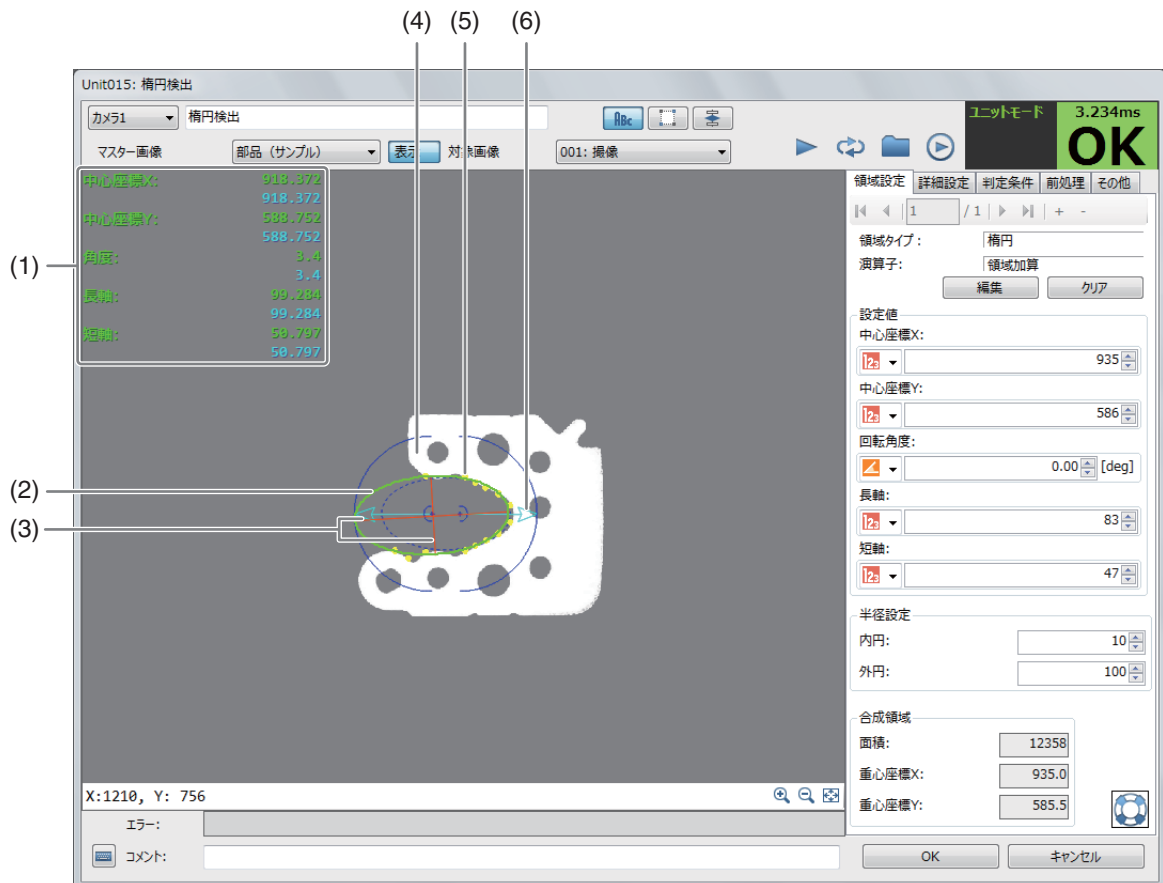 (4) (5) (6)
Unit015: 楕円検出
カメラ1 楕円検出 ABC
マスター画像 部品（サンプル） 表示 対象画像 001: 撮像
ユニットモード 3.234ms
OK
(1)
中心座標X: 918.372
918.372
中心座標Y: 588.752
588.752
角度: 3.4
3.4
長軸: 99.284
99.284
短軸: 50.797
50.797
(2)
(3)
領域設定 詳細設定 判定条件 前処理 その他
1 / 1 + -
領域タイプ： 楕円
演算子: 領域加算
編集 クリア
設定値
中心座標X:
123 935
中心座標Y:
123 586
回転角度:
0.00 [deg]
長軸:
123 83
短軸:
123 47
半径設定
内円: 10
外円: 100
合成領域
面積: 12358
重心座標X: 935.0
重心座標Y: 585.5
X:1210, Y: 756
エラー:
コメント:
OK キャンセル